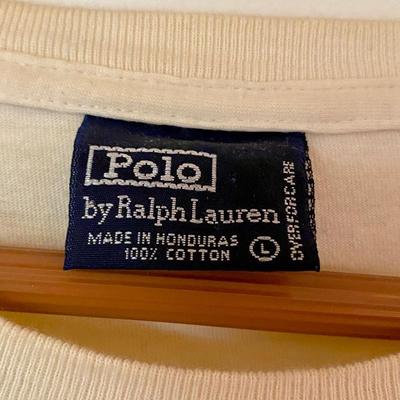 Polo
by Ralph Lauren
MADE IN HONDURAS
100% COTTON
L
OVER FOR CARE